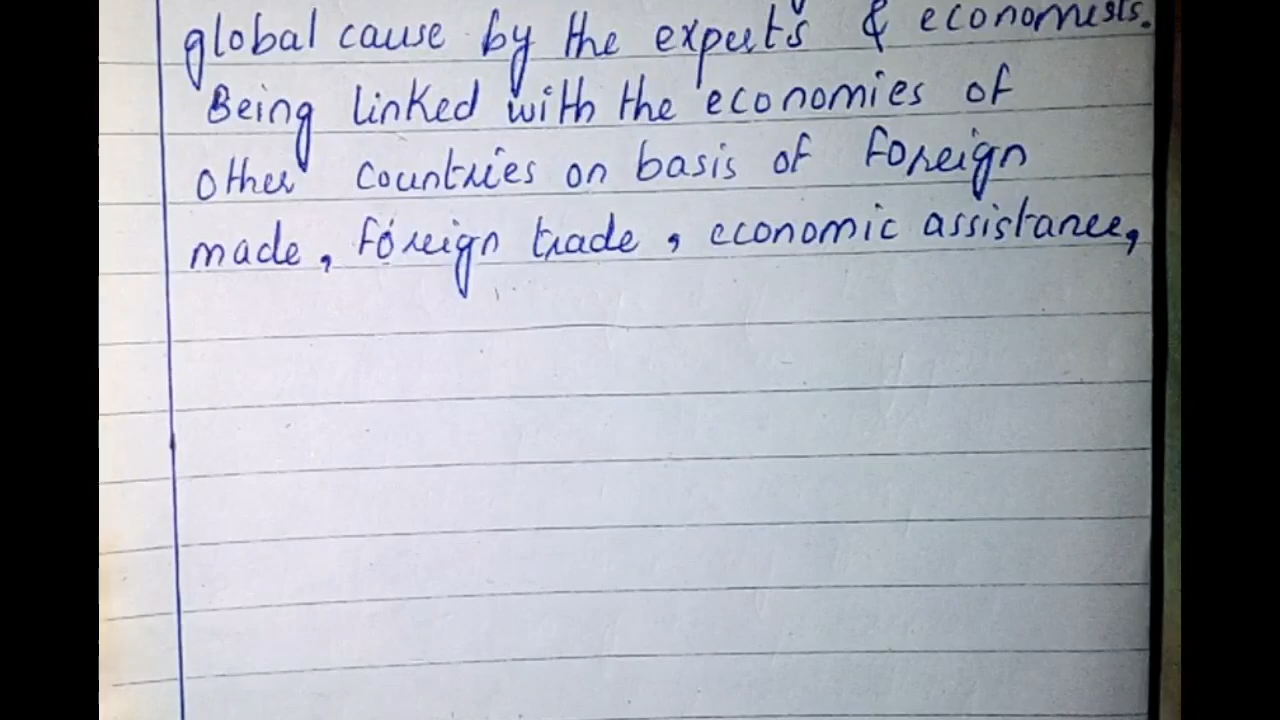 global cause by the experts & economists.
Being linked with the economies of
other countries on basis of foreign
made, foreign trade, economic assistance,